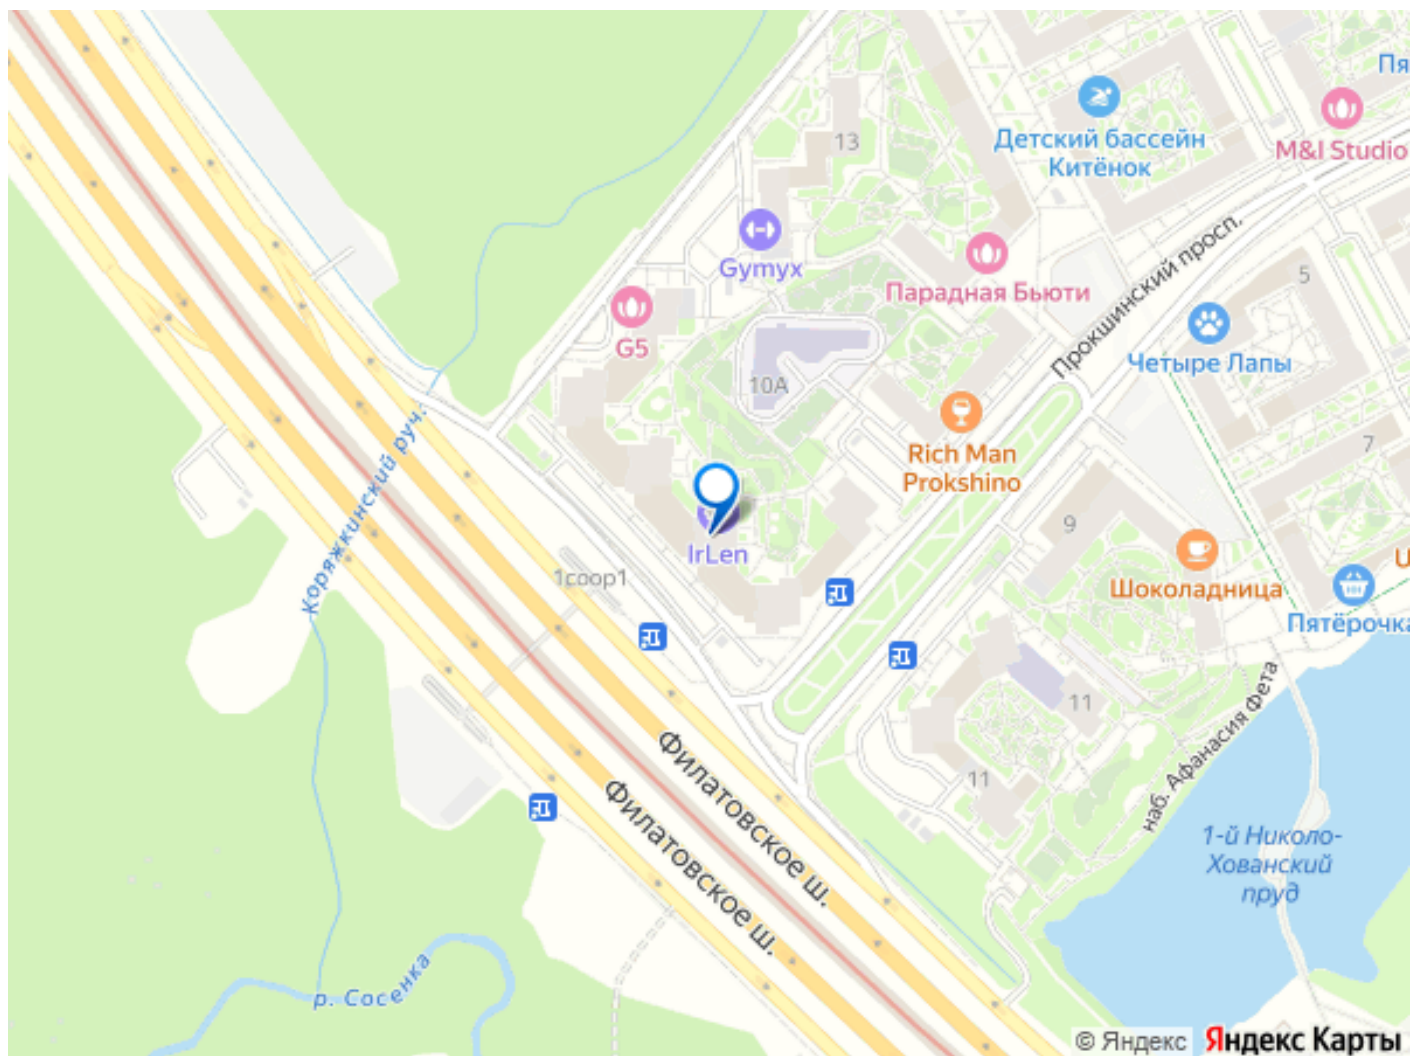 Пя
Детский бассейн
Китёнок
M&I Studio
13
Gymyx
Парадная Бьюти
Прокшинский просп.
5
G5
Четыре Лапы
10А
Rich Man
Prokshino
7
Коряжкинский руч.
9
IrLen
1соор1
Шоколадница
U
Пятёрочка
11
11
наб. Афанасия Фета
Филатовское ш.
Филатовское ш.
1-й Николо-
Хованский
пруд
р. Сосенка
© Яндекс Яндекс Карты